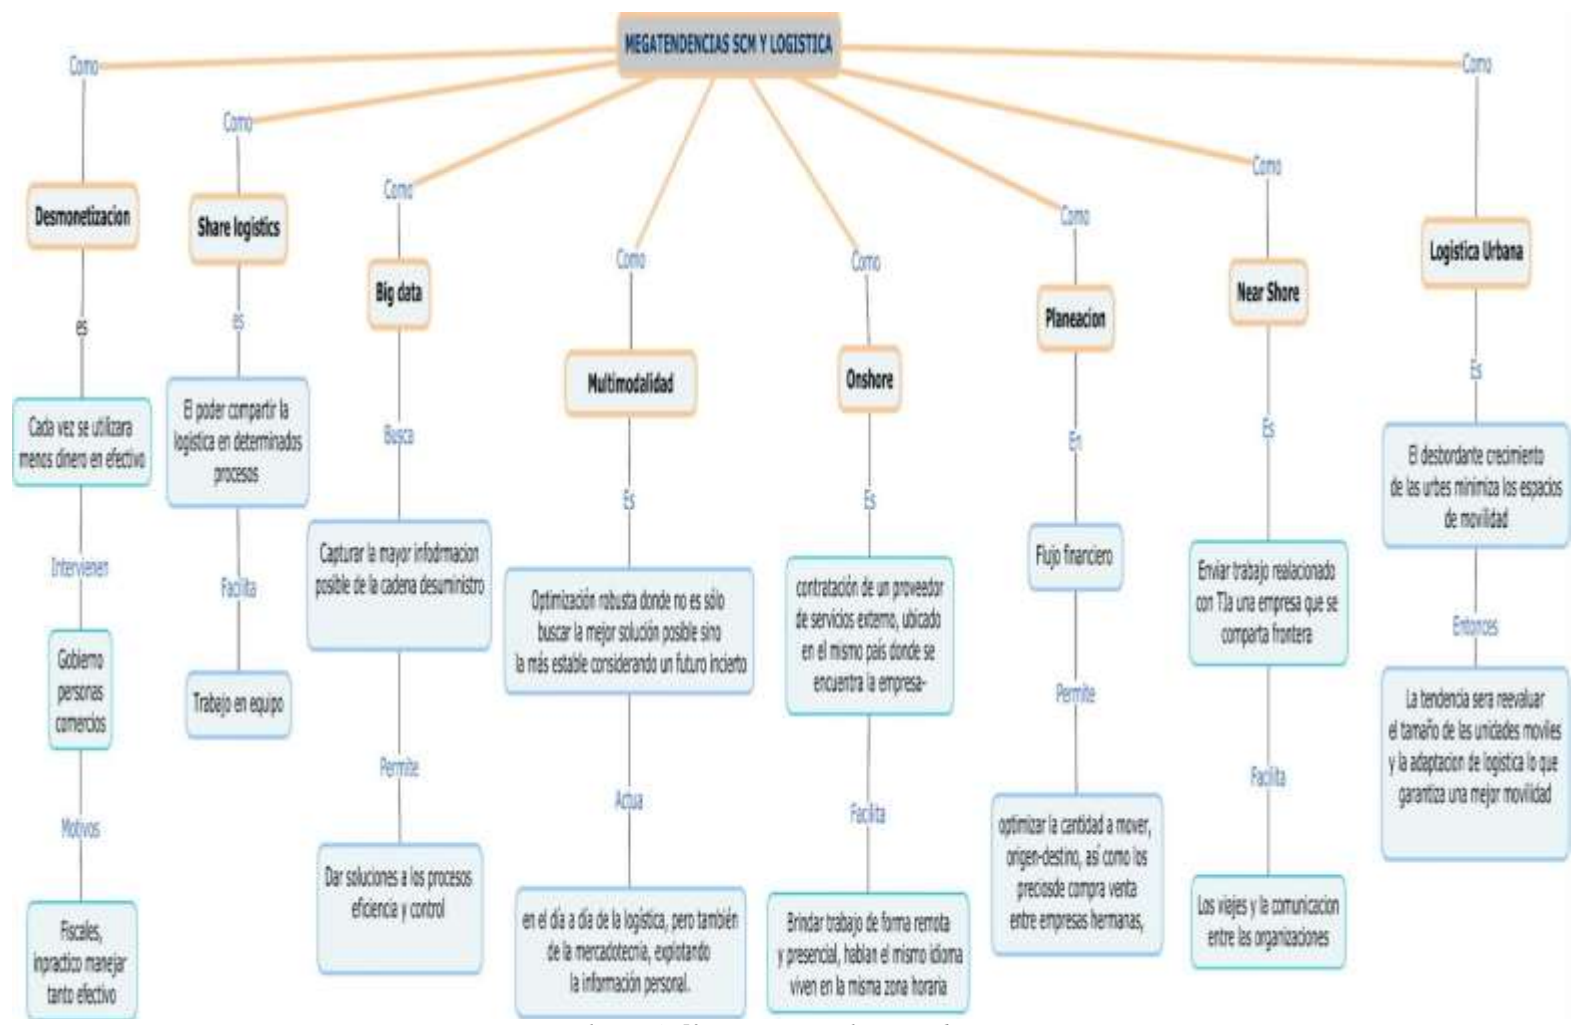 MEGATENDENCIAS SCM Y LOGISTICA
Como
Desmonetizacion
es
Cada vez se utilizara
menos dinero en efectivo
Intervienen
Gobierno
personas
comercios
Motivos
Fiscales,
inpractico manejar
tanto efectivo
Como
Share logistics
es
El poder compartir la
logistica en determinados
procesos
Facilita
Trabajo en equipo
Como
Big data
Busca
Capturar la mayor infodrmacion
posible de la cadena desuministro
Permite
Dar soluciones a los procesos
eficiencia y control
Como
Multimodalidad
Es
Optimización robusta donde no es sólo
buscar la mejor solución posible sino
la más estable considerando un futuro incierto
Actua
en el día a día de la logística, pero también
de la mercadotecnia, explotando
la información personal.
Como
Onshore
Es
contratación de un proveedor
de servicios externo, ubicado
en el mismo país donde se
encuentra la empresa-
Facilita
Brindar trabajo de forma remota
y presencial, hablan el mismo idioma
viven en la misma zona horaria
Como
Planeacion
En
Flujo financiero
Permite
optimizar la cantidad a mover,
origen-destino, así como los
preciosde compra venta
entre empresas hermanas,
Como
Near Shore
Es
Enviar trabajo realacionado
con TIa una empresa que se
comparta frontera
Facilita
Los viajes y la comunicacion
entre las organizaciones
Como
Logistica Urbana
Es
El desbordante crecimiento
de las urbes minimiza los espacios
de movilidad
Entonces
La tendencia sera reevaluar
el tamaño de las unidades moviles
y la adaptacion de logistica lo que
garantiza una mejor movilidad